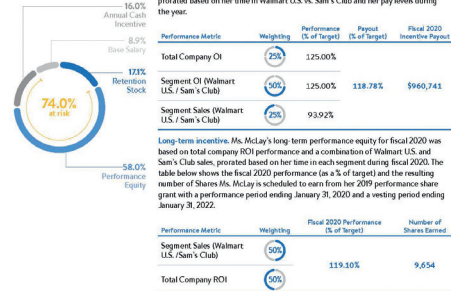 16.0%
Annual Cash
Incentive
8.9%
Base Salary
17.1%
Retention
Stock
74.0%
at risk
58.0%
Performance
Equity
prorated based on her time in Walmart U.S. vs. Sam's Club and her pay levels during
the year.
Performance Payout Fiscal 2020
Performance Metric Weighting (% of Target) (% of Target) Incentive Payout
Total Company OI 25% 125.00%
Segment OI (Walmart
U.S. / Sam's Club) 50% 125.00% 118.78% $960,741
Segment Sales (Walmart
U.S. / Sam's Club) 25% 93.92%
Long-term incentive. Ms. McLay's long-term performance equity for fiscal 2020 was
based on total company ROI performance and a combination of Walmart U.S. and
Sam's Club sales, prorated based on her time in each segment during fiscal 2020. The
table below shows the fiscal 2020 performance (as a % of target) and the resulting
number of Shares Ms. McLay is scheduled to earn from her 2019 performance share
grant with a performance period ending January 31, 2020 and a vesting period ending
January 31, 2022.
Fiscal 2020 Performance Number of
Performance Metric Weighting (% of Target) Shares Earned
Segment Sales (Walmart
U.S. /Sam's Club) 50%
119.10% 9,654
Total Company ROI 50%